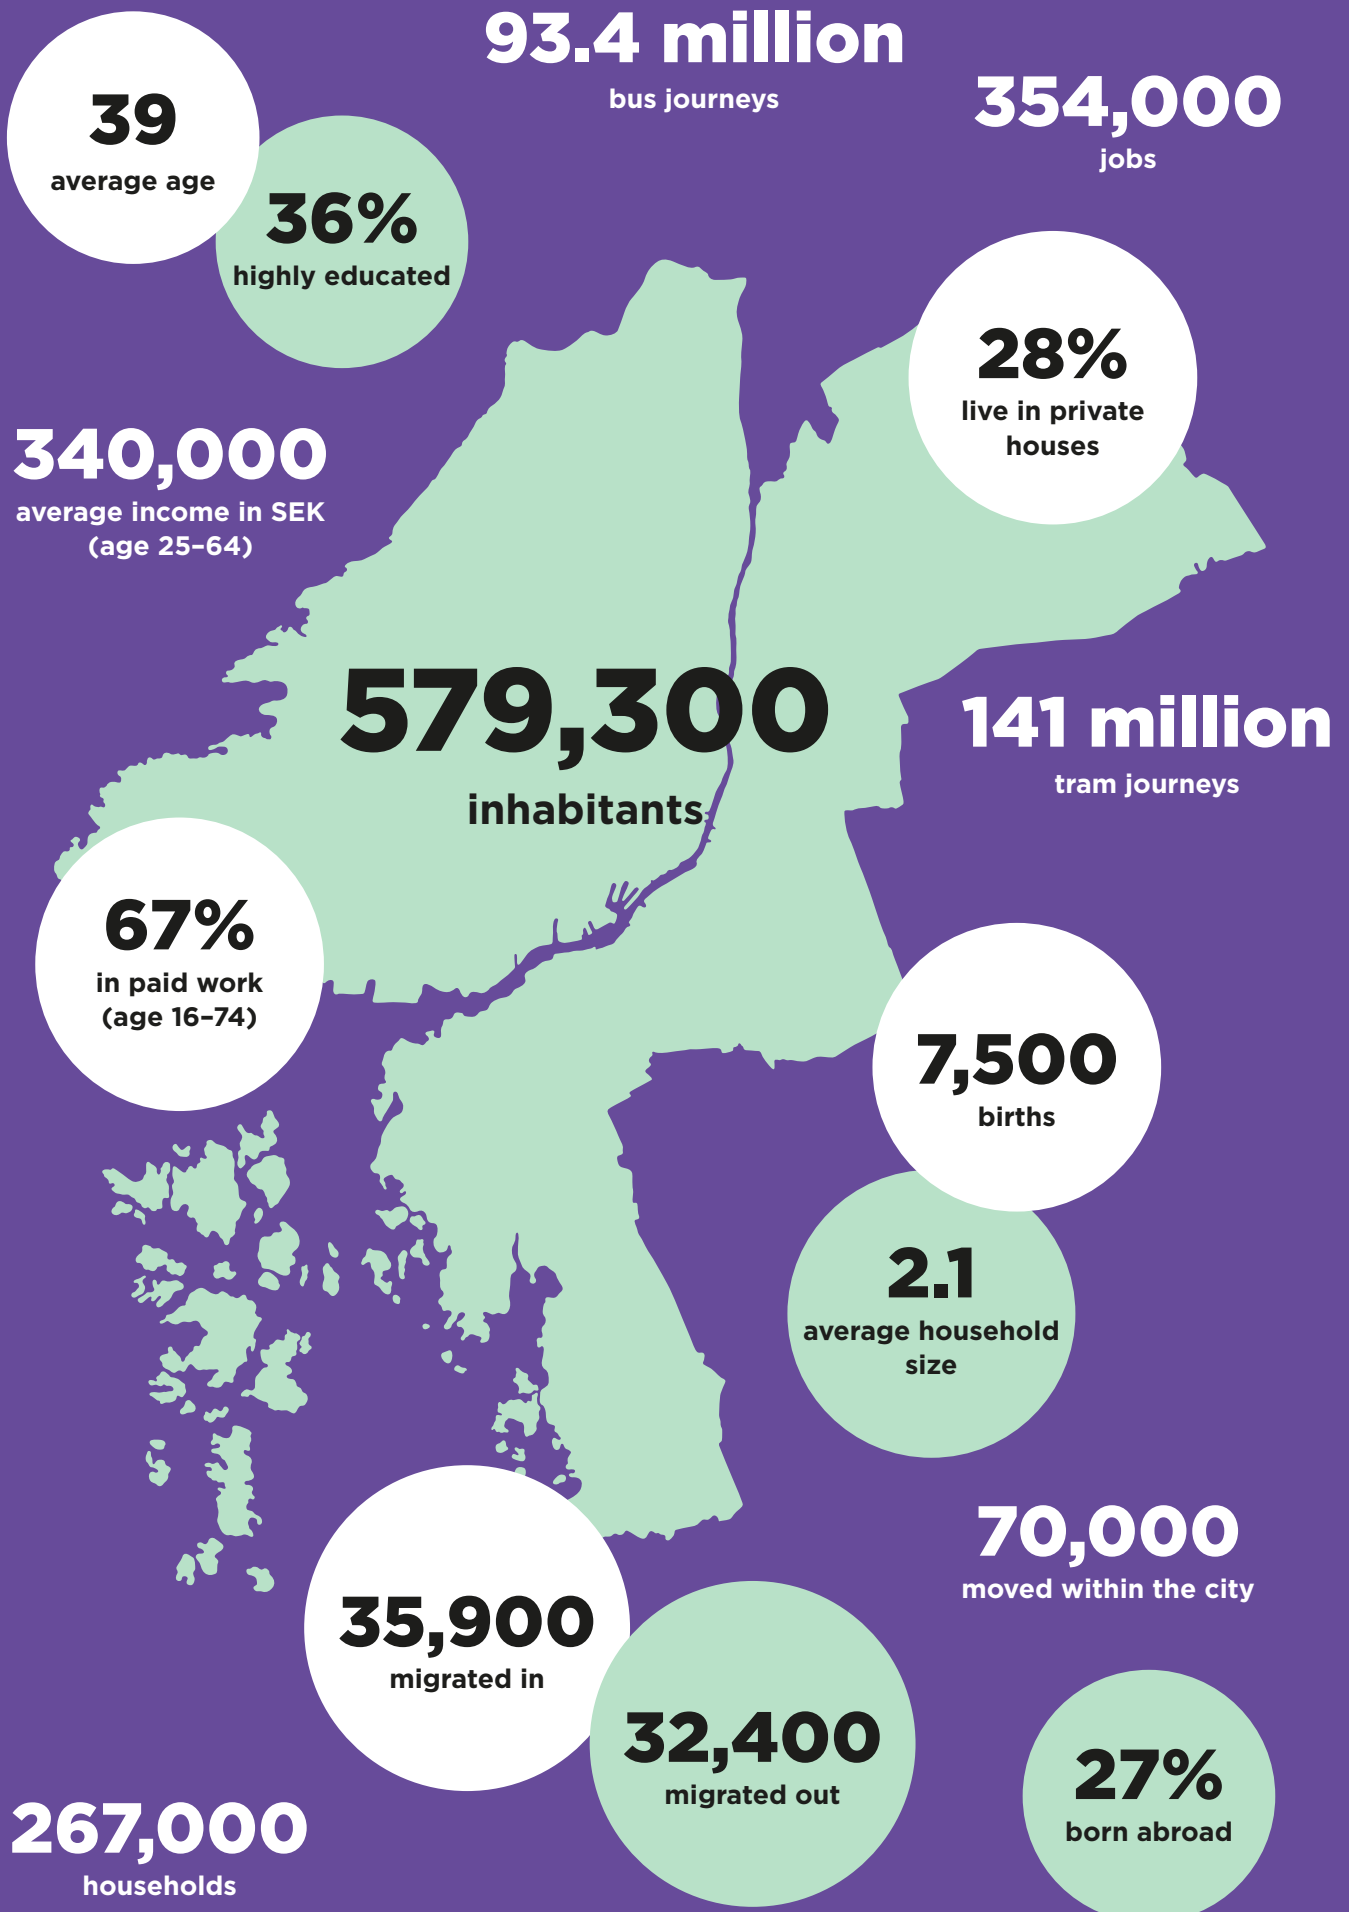 93.4 million
bus journeys
39
average age
354,000
jobs
36%
highly educated
28%
live in private
houses
340,000
average income in SEK
(age 25–64)
579,300
inhabitants
141 million
tram journeys
67%
in paid work
(age 16–74)
7,500
births
2.1
average household
size
70,000
moved within the city
35,900
migrated in
32,400
migrated out
27%
born abroad
267,000
households